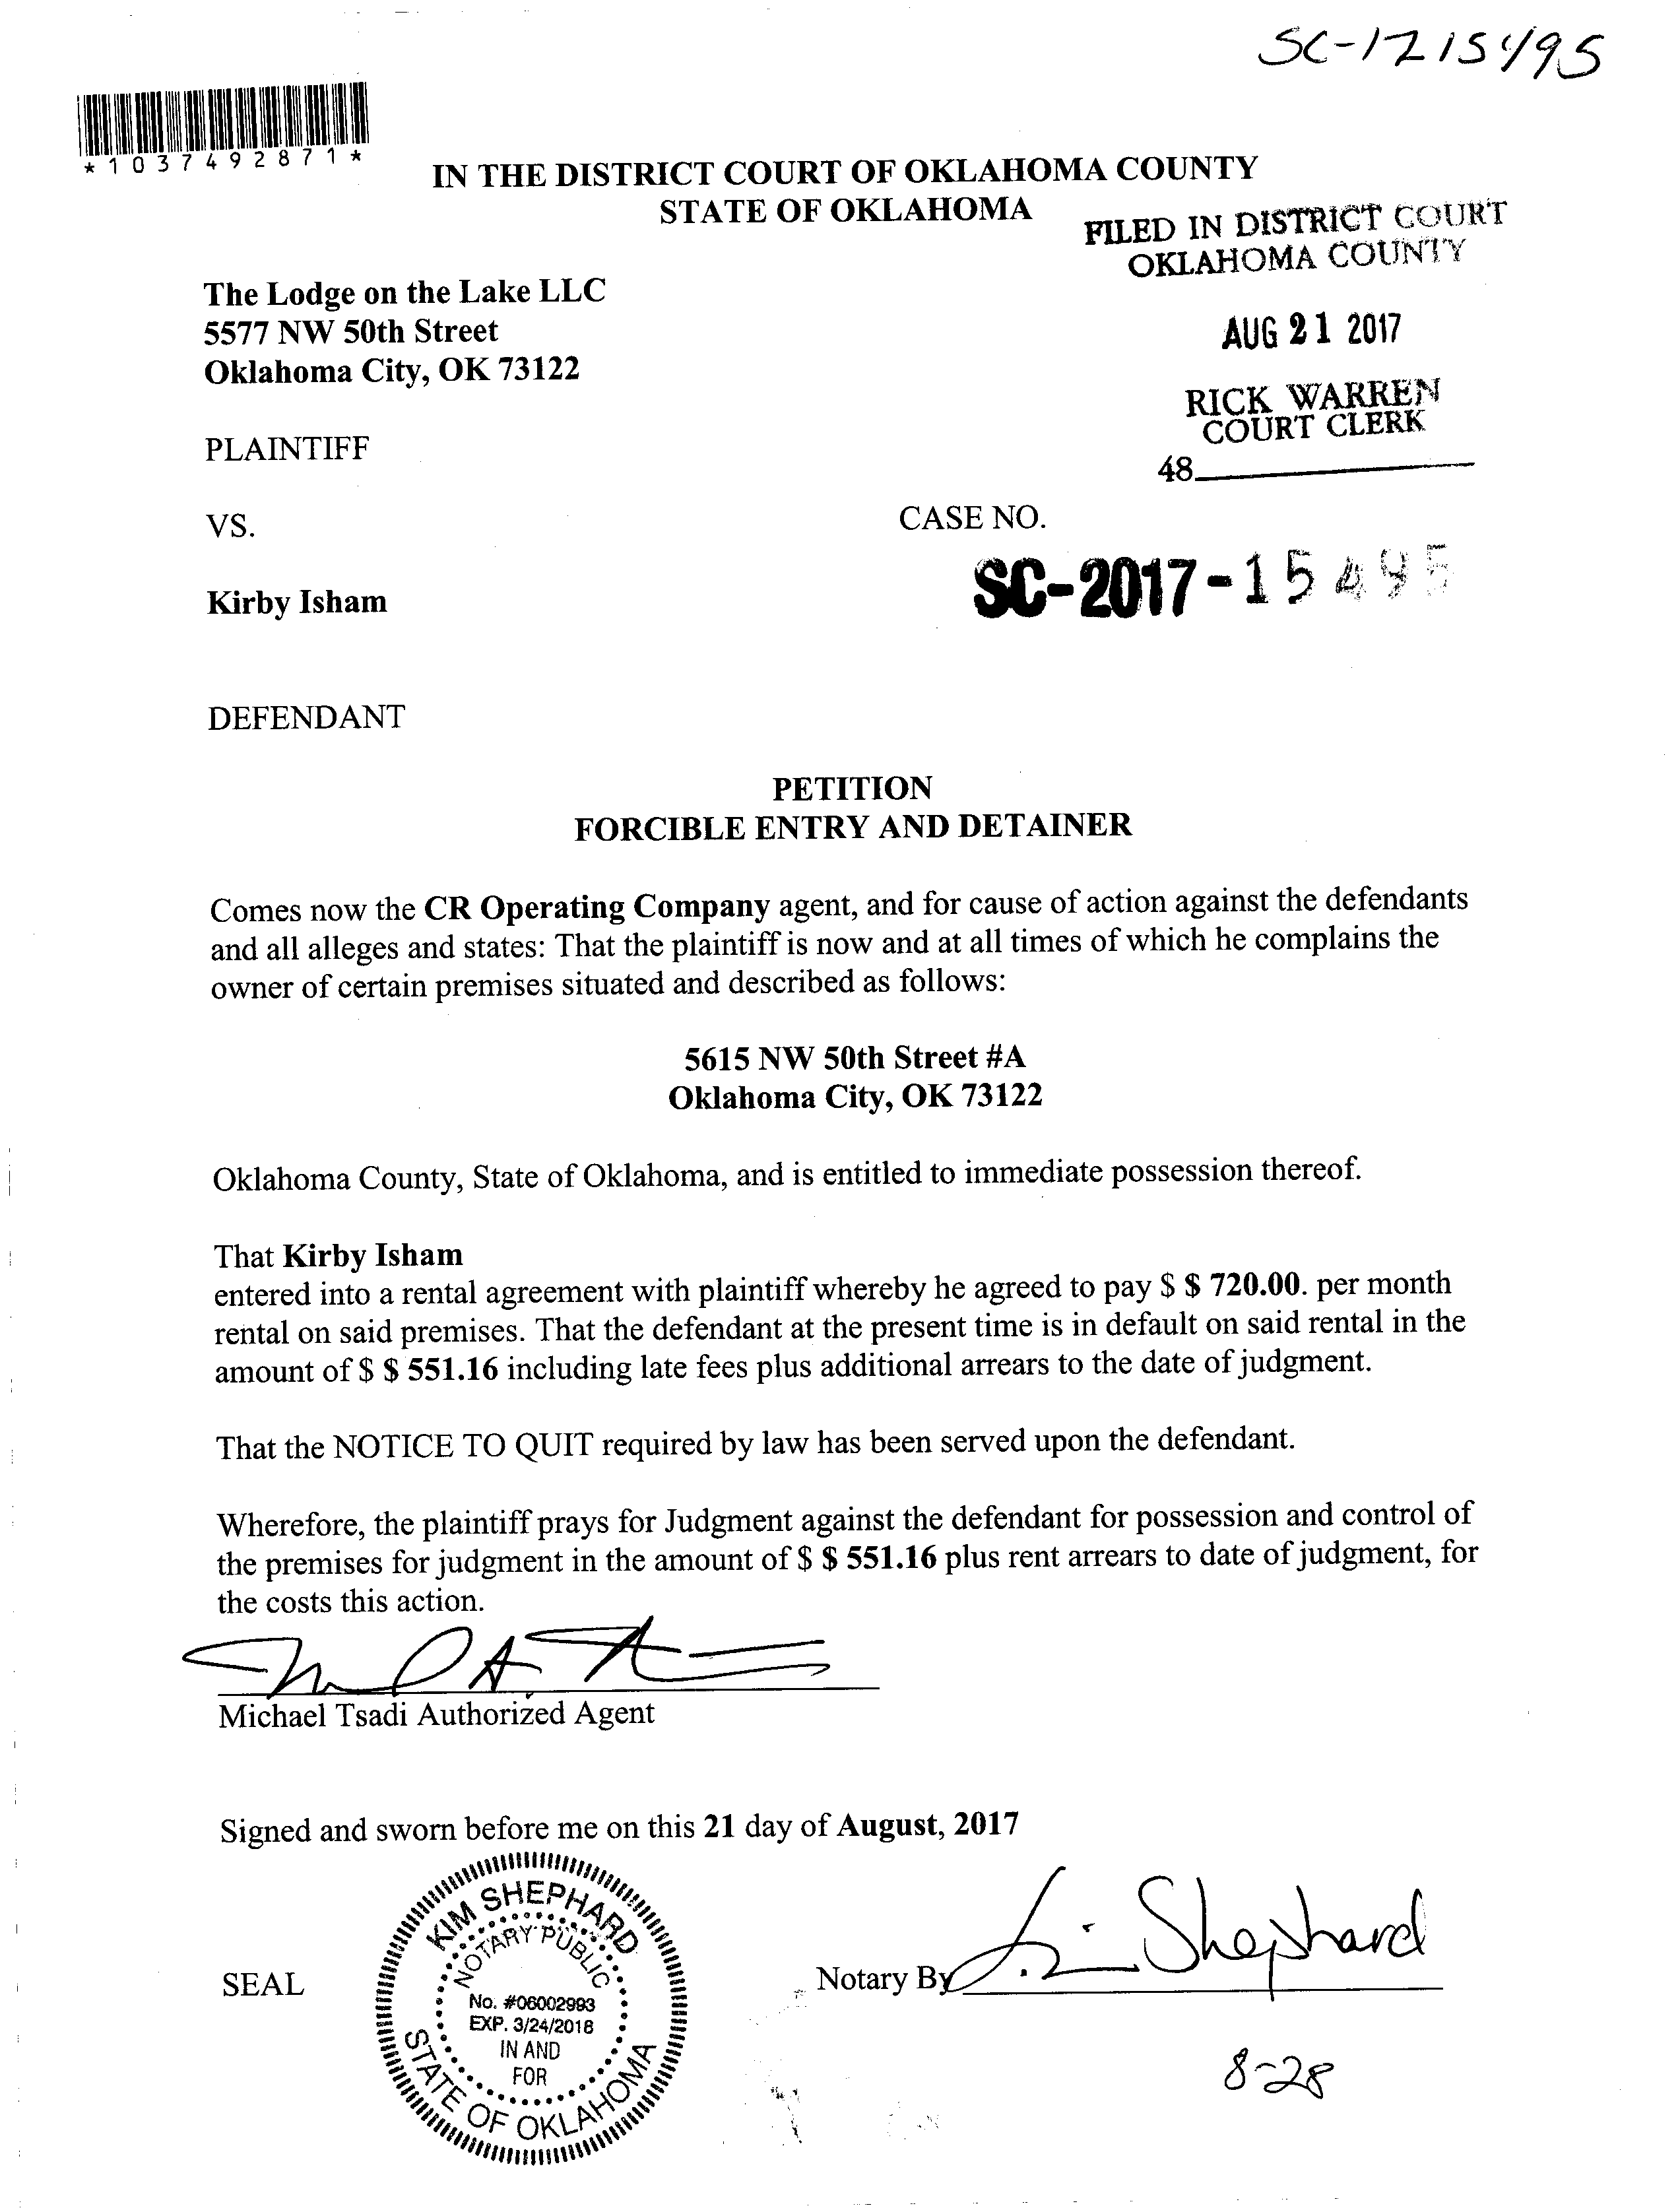 SC-1715495
*1037492871*
IN THE DISTRICT COURT OF OKLAHOMA COUNTY
STATE OF OKLAHOMA
FILED IN DISTRICT COURT
OKLAHOMA COUNTY
The Lodge on the Lake LLC
5577 NW 50th Street
Oklahoma City, OK 73122
AUG 21 2017
RICK WARREN
COURT CLERK
48
PLAINTIFF
VS.
CASE NO.
SC-2017-15495
Kirby Isham
DEFENDANT
PETITION
FORCIBLE ENTRY AND DETAINER
Comes now the CR Operating Company agent, and for cause of action against the defendants
and all alleges and states: That the plaintiff is now and at all times of which he complains the
owner of certain premises situated and described as follows:
5615 NW 50th Street #A
Oklahoma City, OK 73122
Oklahoma County, State of Oklahoma, and is entitled to immediate possession thereof.
That Kirby Isham
entered into a rental agreement with plaintiff whereby he agreed to pay $ $ 720.00. per month
rental on said premises. That the defendant at the present time is in default on said rental in the
amount of $ $ 551.16 including late fees plus additional arrears to the date of judgment.
That the NOTICE TO QUIT required by law has been served upon the defendant.
Wherefore, the plaintiff prays for Judgment against the defendant for possession and control of
the premises for judgment in the amount of $ $ 551.16 plus rent arrears to date of judgment, for
the costs this action.
Michael Tsadi Authorized Agent
Signed and sworn before me on this 21 day of August, 2017
SEAL
KIM SHEPHARD
NOTARY PUBLIC
No. #06002993
EXP. 3/24/2018
IN AND
FOR
STATE OF OKLAHOMA
Notary By Kim Shephard
8-28